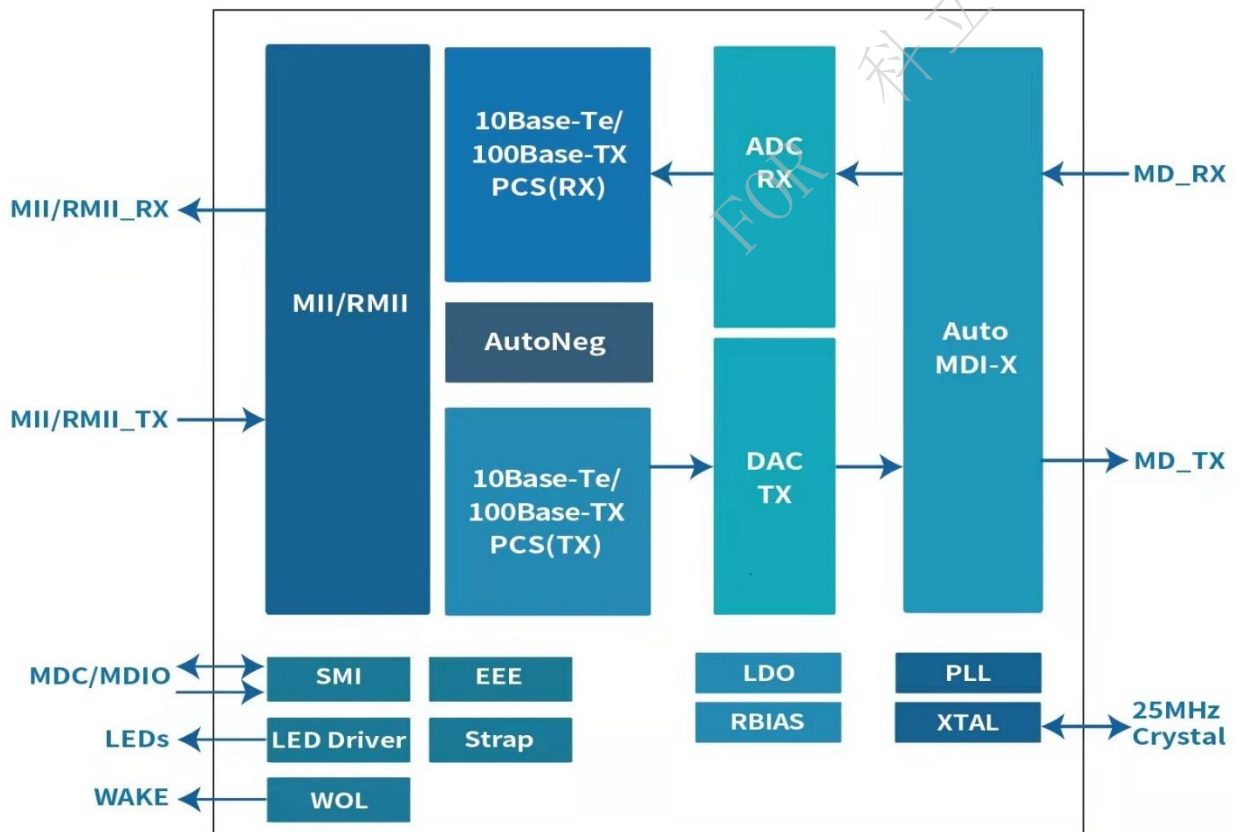 科立
FOR
10Base-Te/
100Base-TX
PCS(RX)
ADC
RX
MD_RX
MII/RMII_RX
MII/RMII
AutoNeg
Auto
MDI-X
MII/RMII_TX
10Base-Te/
100Base-TX
PCS(TX)
DAC
TX
MD_TX
MDC/MDIO
SMI
EEE
LDO
PLL
LEDs
LED Driver
Strap
RBIAS
XTAL
25MHz
Crystal
WAKE
WOL